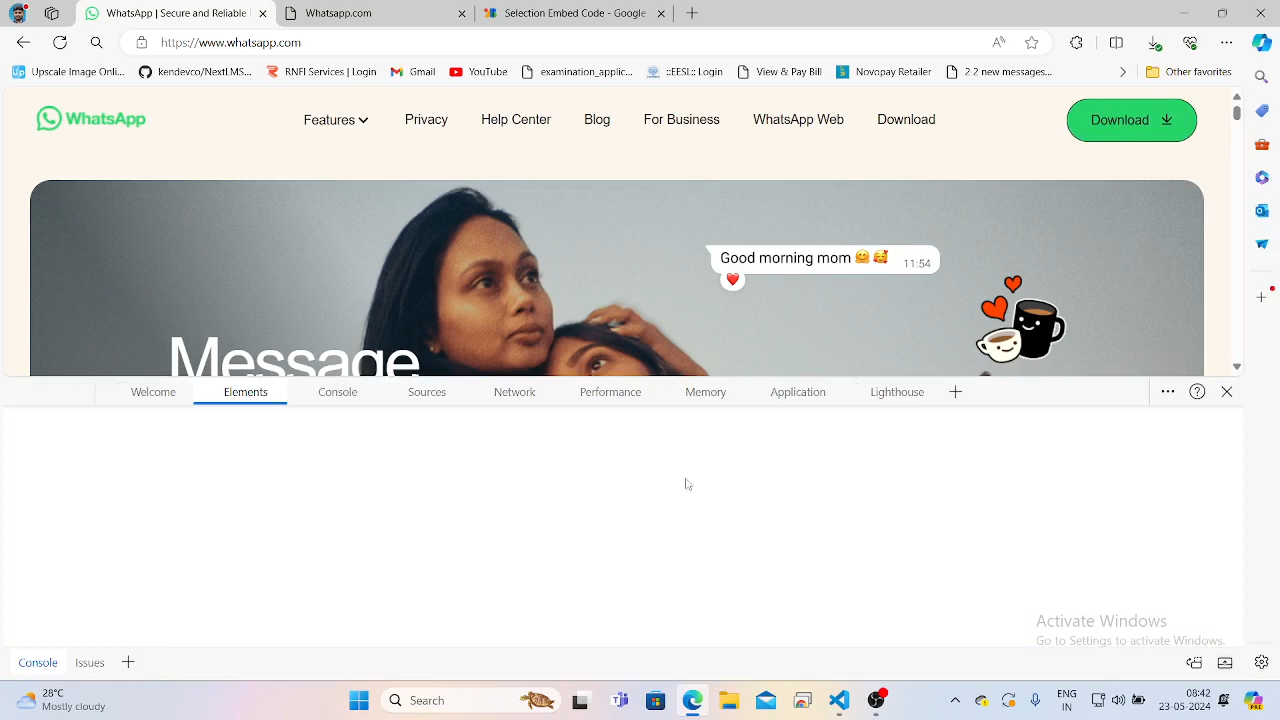 WhatsApp | Secure and Reliable
Whatsapp.com
Selection Embed Code - Google
https://www.whatsapp.com
Upscale Image Onl...
kendacro/NextLMS...
RNFI Services | Login
Gmail
YouTube
examination_applic...
::EESL:: Login
View & Pay Bill
Novopay Retailer
2 2 new messages...
Other favorites
WhatsApp
Features
Privacy
Help Center
Blog
For Business
WhatsApp Web
Download
Download
Good morning mom 🤗 🥰 11:54
Message
Welcome
Elements
Console
Sources
Network
Performance
Memory
Application
Lighthouse
Activate Windows
Go to Settings to activate Windows.
Console
Issues
28°C
Mostly cloudy
Search
ENG
IN
08:42
23-05-2024